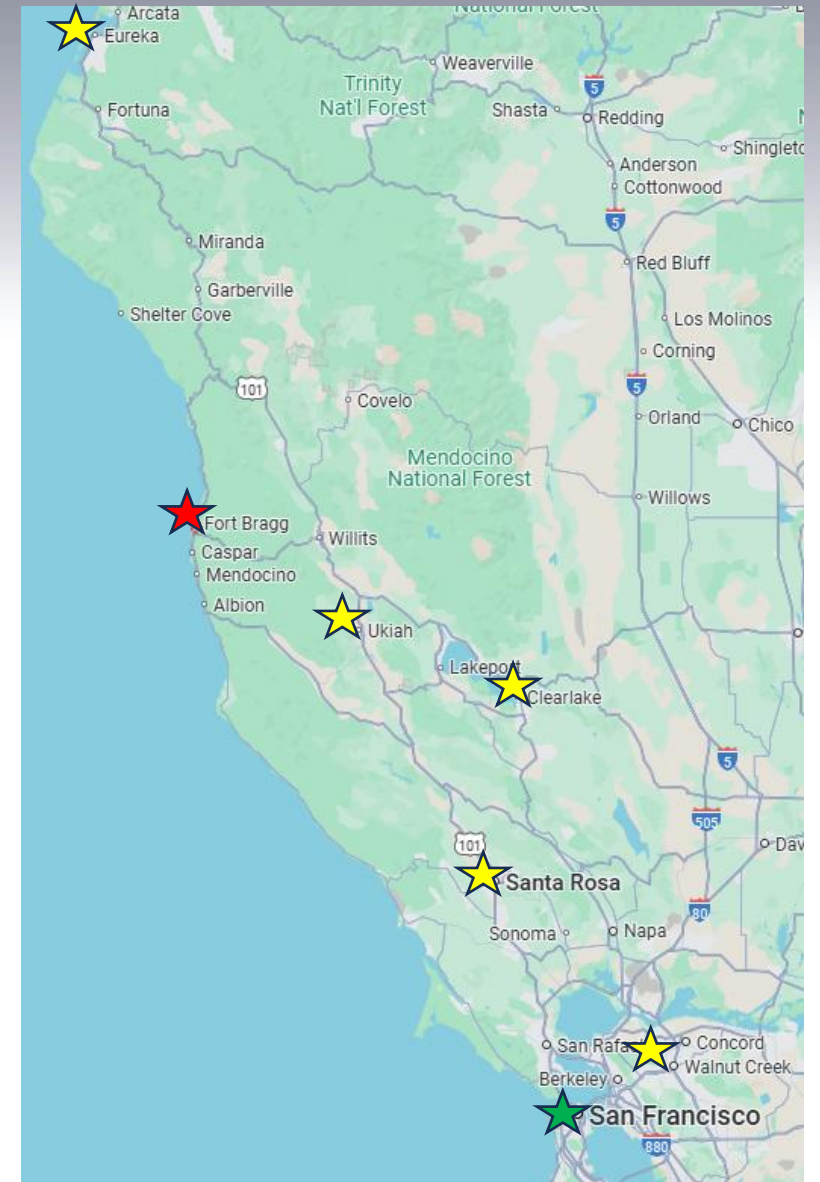 National Forest
Arcata
Eureka
Weaverville
Trinity
Nat'l Forest
5
Fortuna
Shasta
Redding
Shingletc
Anderson
Cottonwood
5
Miranda
Red Bluff
Garberville
Shelter Cove
Los Molinos
Corning
101
5
Covelo
Orland
Chico
Mendocino
National Forest
Willows
Fort Bragg
Willits
Caspar
Mendocino
Albion
Ukiah
Lakeport
Clearlake
5
505
101
Dav
Santa Rosa
80
Sonoma
Napa
San Rafa
Concord
Walnut Creek
Berkeley
San Francisco
880